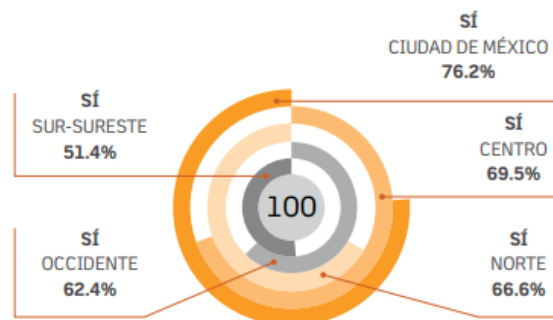 SÍ
CIUDAD DE MÉXICO
76.2%
SÍ
SUR-SURESTE
51.4%
SÍ
CENTRO
69.5%
100
SÍ
OCCIDENTE
62.4%
SÍ
NORTE
66.6%